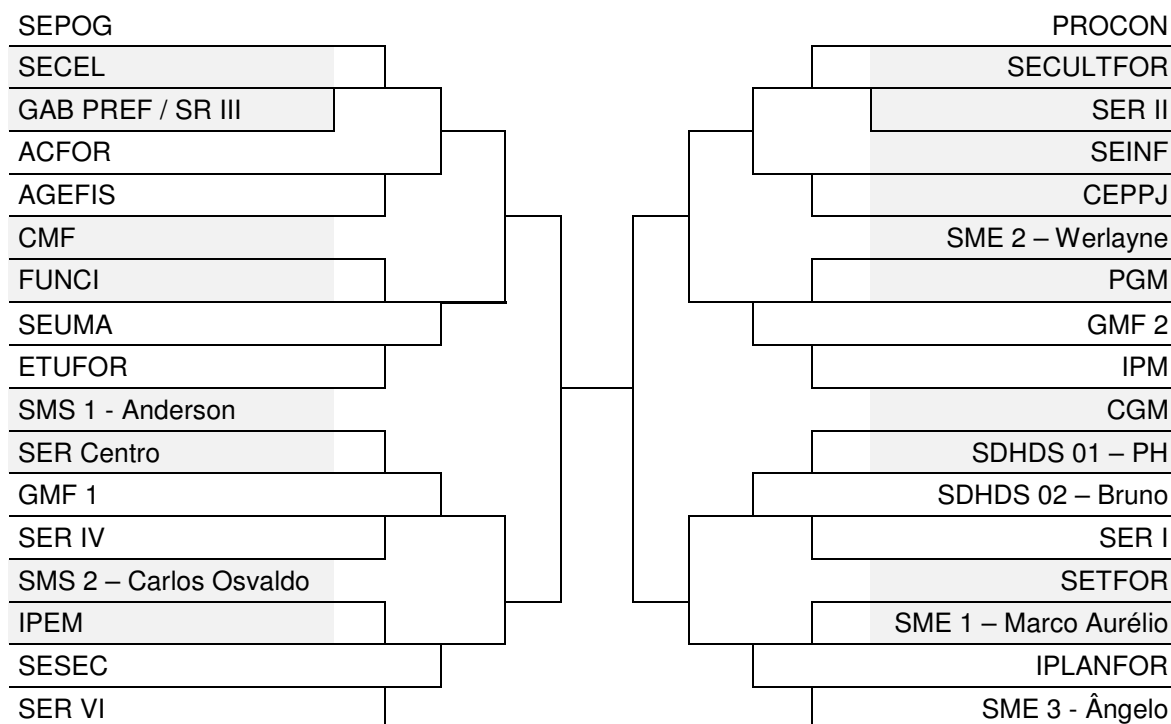 SEPOG
SECEL
GAB PREF / SR III
ACFOR
AGEFIS
CMF
FUNCI
SEUMA
ETUFOR
SMS 1 - Anderson
SER Centro
GMF 1
SER IV
SMS 2 – Carlos Osvaldo
IPEM
SESEC
SER VI
PROCON
SECULTFOR
SER II
SEINF
CEPPJ
SME 2 – Werlayne
PGM
GMF 2
IPM
CGM
SDHDS 01 – PH
SDHDS 02 – Bruno
SER I
SETFOR
SME 1 – Marco Aurélio
IPLANFOR
SME 3 - Ângelo